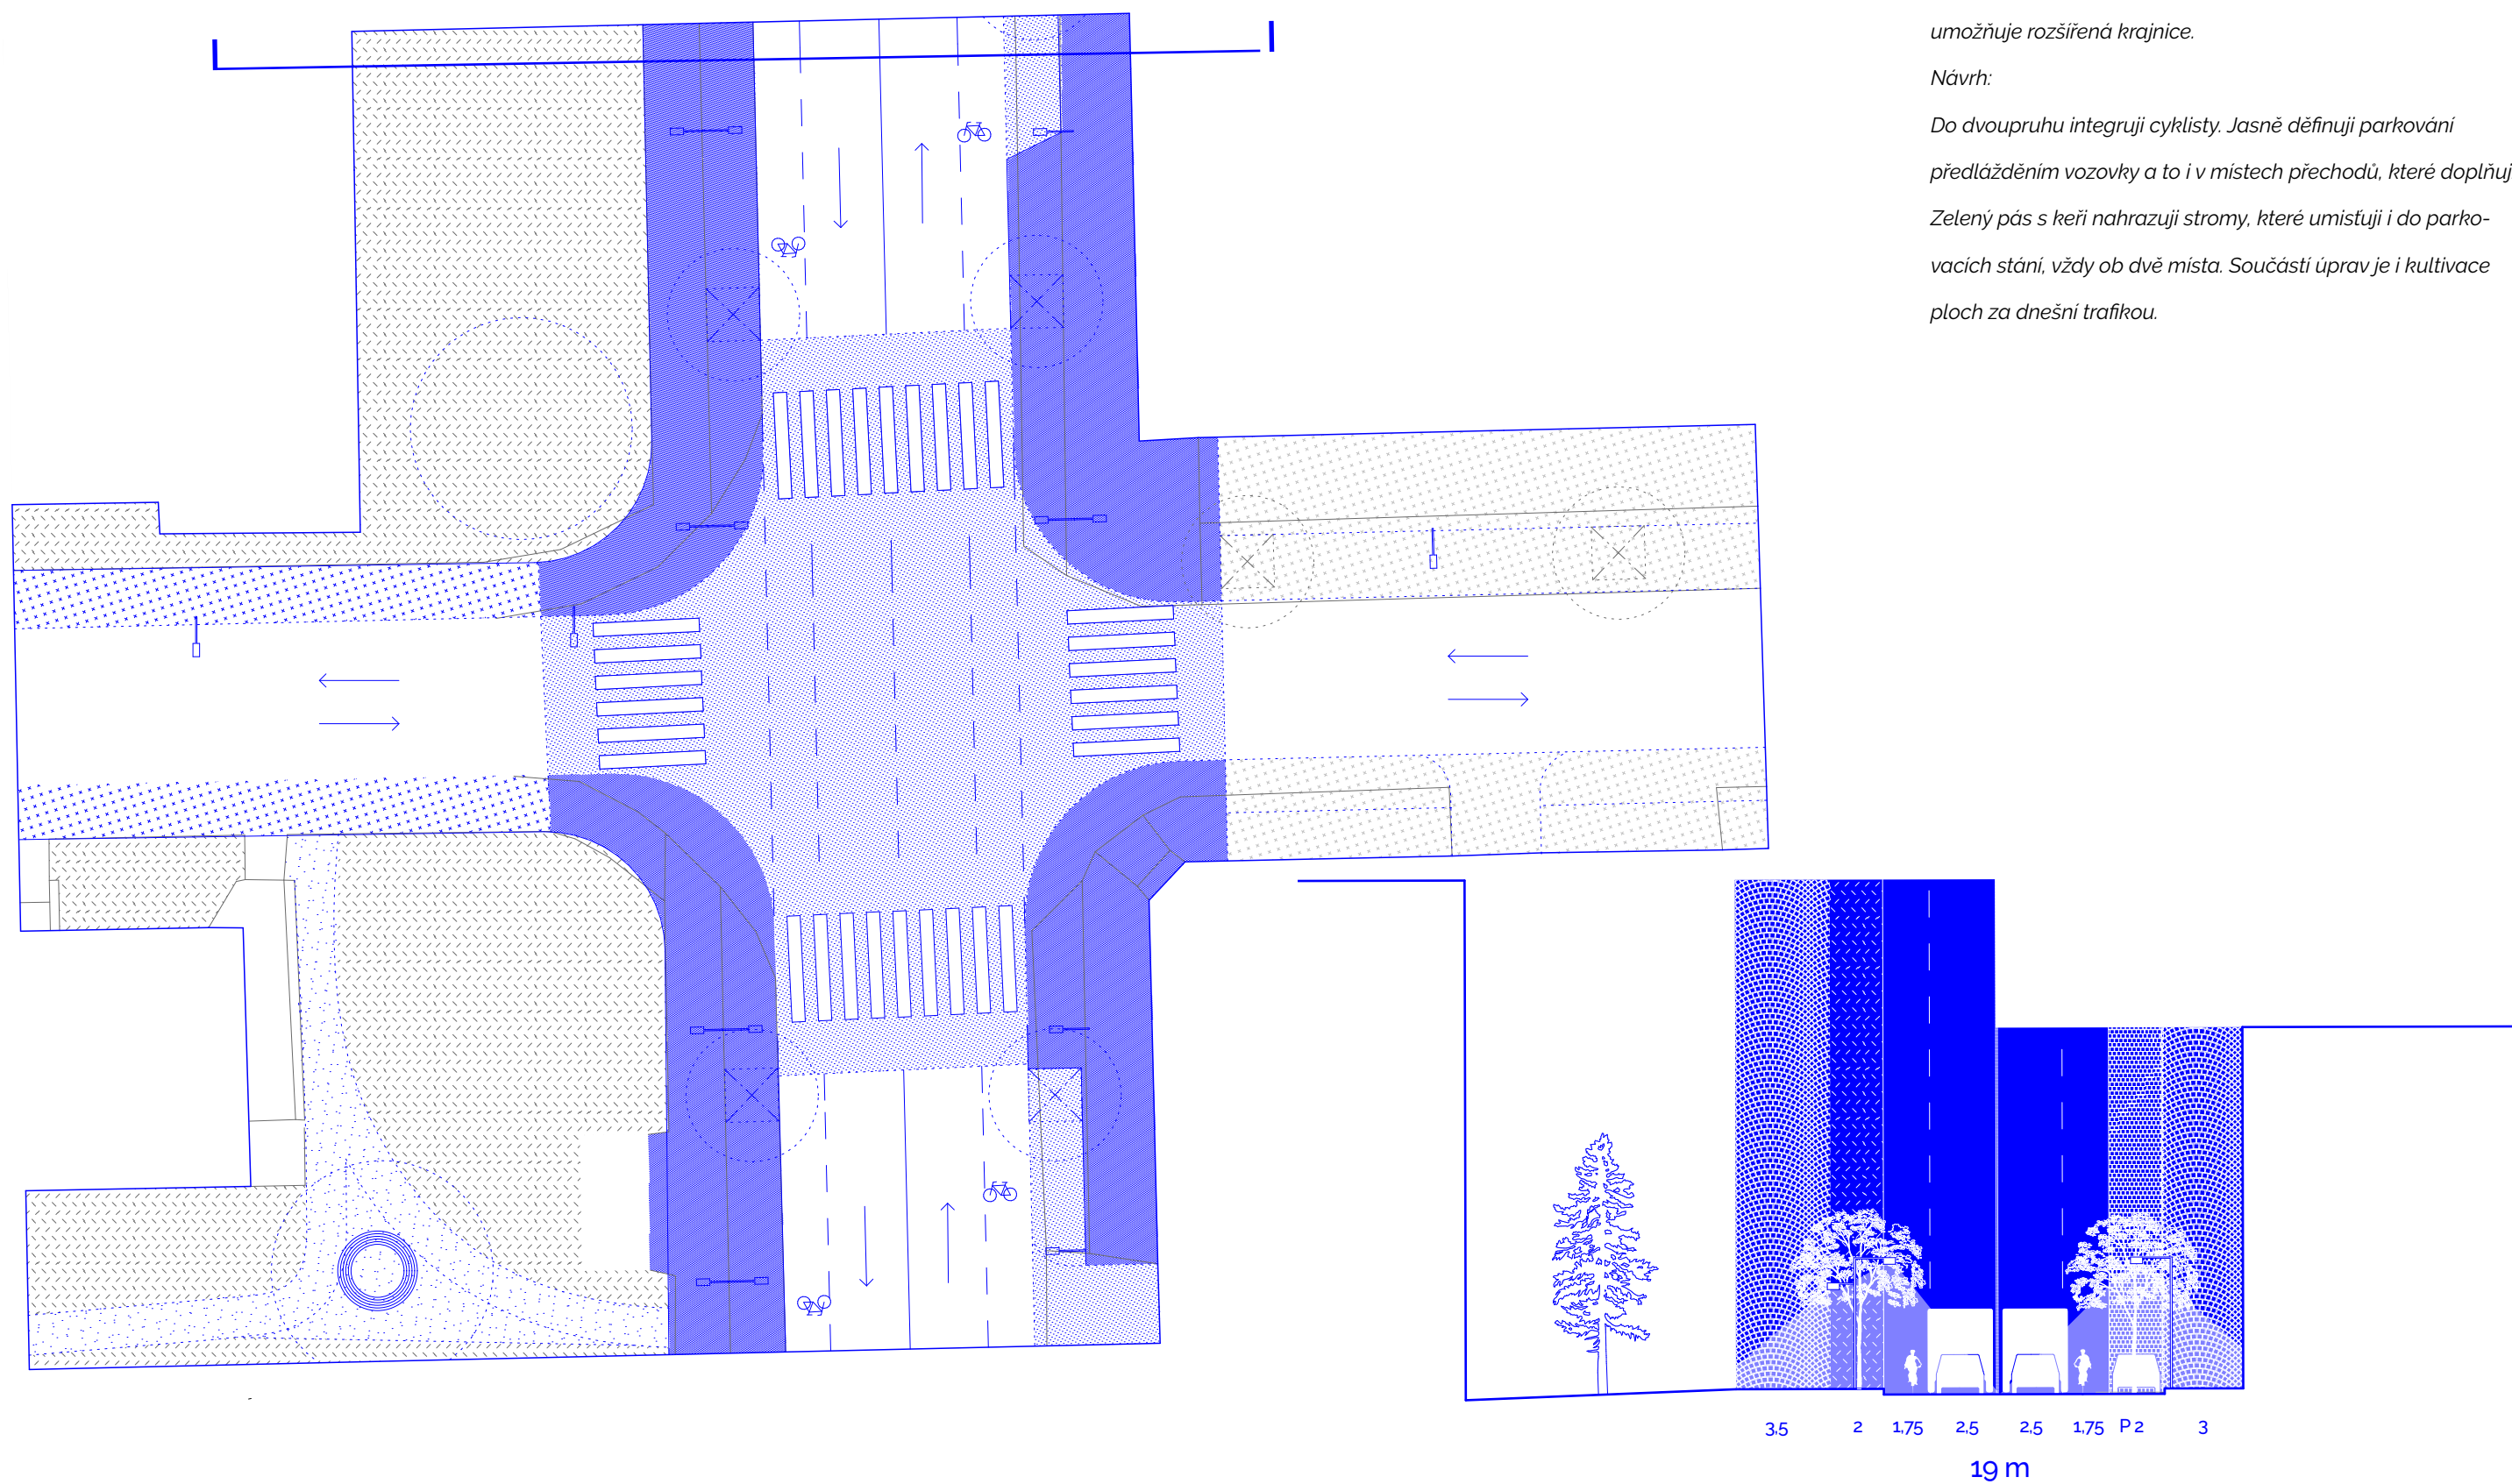 umožňuje rozšířená krajnice.
Návrh:
Do dvoupruhu integruji cyklisty. Jasně děfinuji parkování
předlážděním vozovky a to i v místech přechodů, které doplňuj
Zelený pás s keři nahrazuji stromy, které umisťuji i do parko-
vacích stání, vždy ob dvě místa. Součástí úprav je i kultivace
ploch za dnešní trafikou.
3,5 2 1,75 2,5 2,5 1,75 P 2 3
19 m